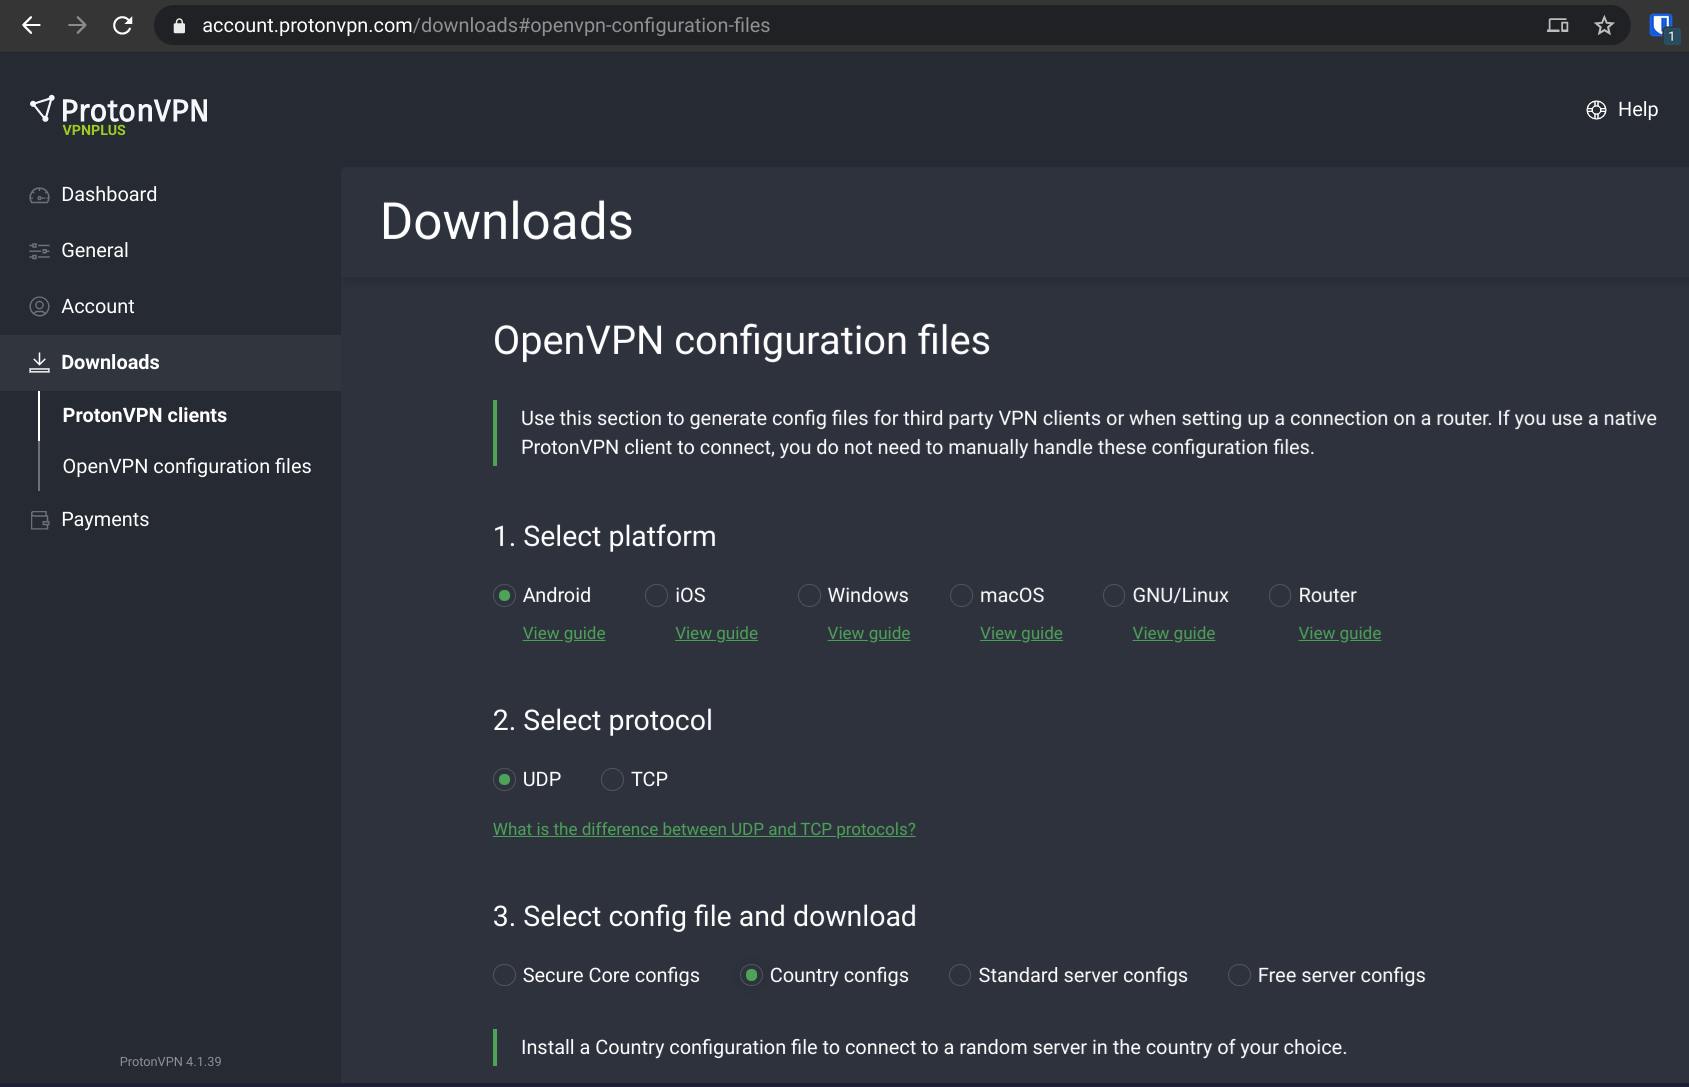 account.protonvpn.com/downloads#openvpn-configuration-files
1
ProtonVPN
VPNPLUS
Help
Dashboard
General
Account
Downloads
ProtonVPN clients
OpenVPN configuration files
Payments
ProtonVPN 4.1.39
Downloads
OpenVPN configuration files
Use this section to generate config files for third party VPN clients or when setting up a connection on a router. If you use a native
ProtonVPN client to connect, you do not need to manually handle these configuration files.
1. Select platform
Android iOS Windows macOS GNU/Linux Router
View guide View guide View guide View guide View guide View guide
2. Select protocol
UDP TCP
What is the difference between UDP and TCP protocols?
3. Select config file and download
Secure Core configs Country configs Standard server configs Free server configs
Install a Country configuration file to connect to a random server in the country of your choice.